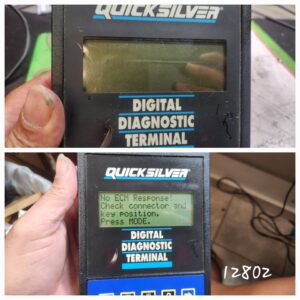 QUICKSILVER
DIGITAL
DIAGNOSTIC
TERMINAL
QUICKSILVER
No ECM Response!
Check connector and
key position.
Press MODE.
DIGITAL
DIAGNOSTIC
TERMINAL
12802